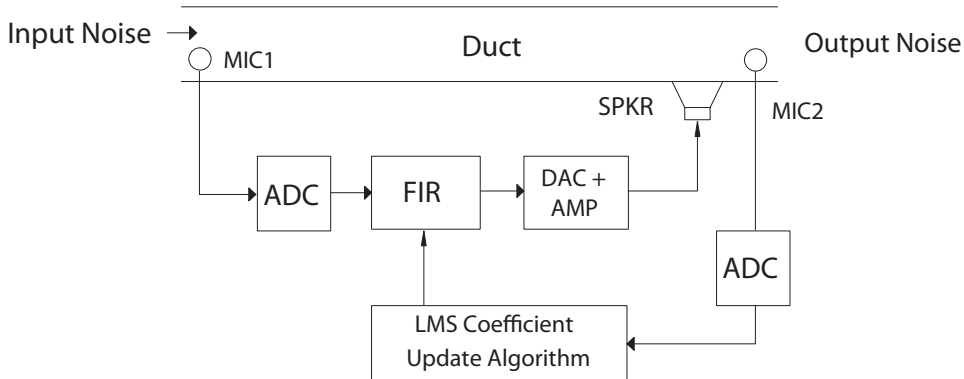 Input Noise
MIC1
Duct
Output Noise
SPKR
MIC2
ADC
FIR
DAC +
AMP
ADC
LMS Coefficient
Update Algorithm